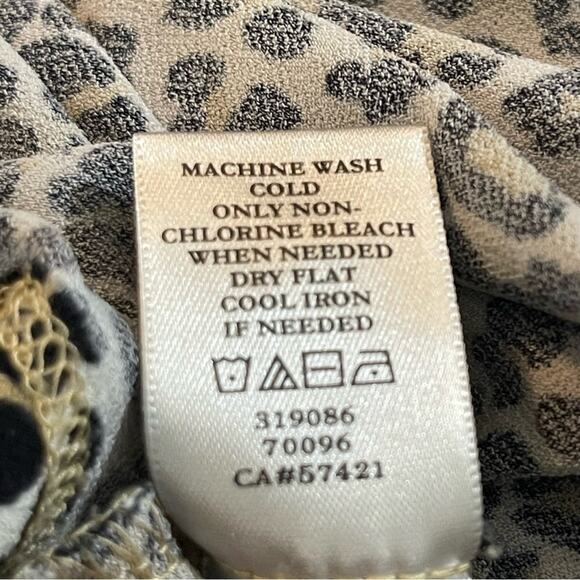 MACHINE WASH
COLD
ONLY NON-
CHLORINE BLEACH
WHEN NEEDED
DRY FLAT
COOL IRON
IF NEEDED
319086
70096
CA#57421